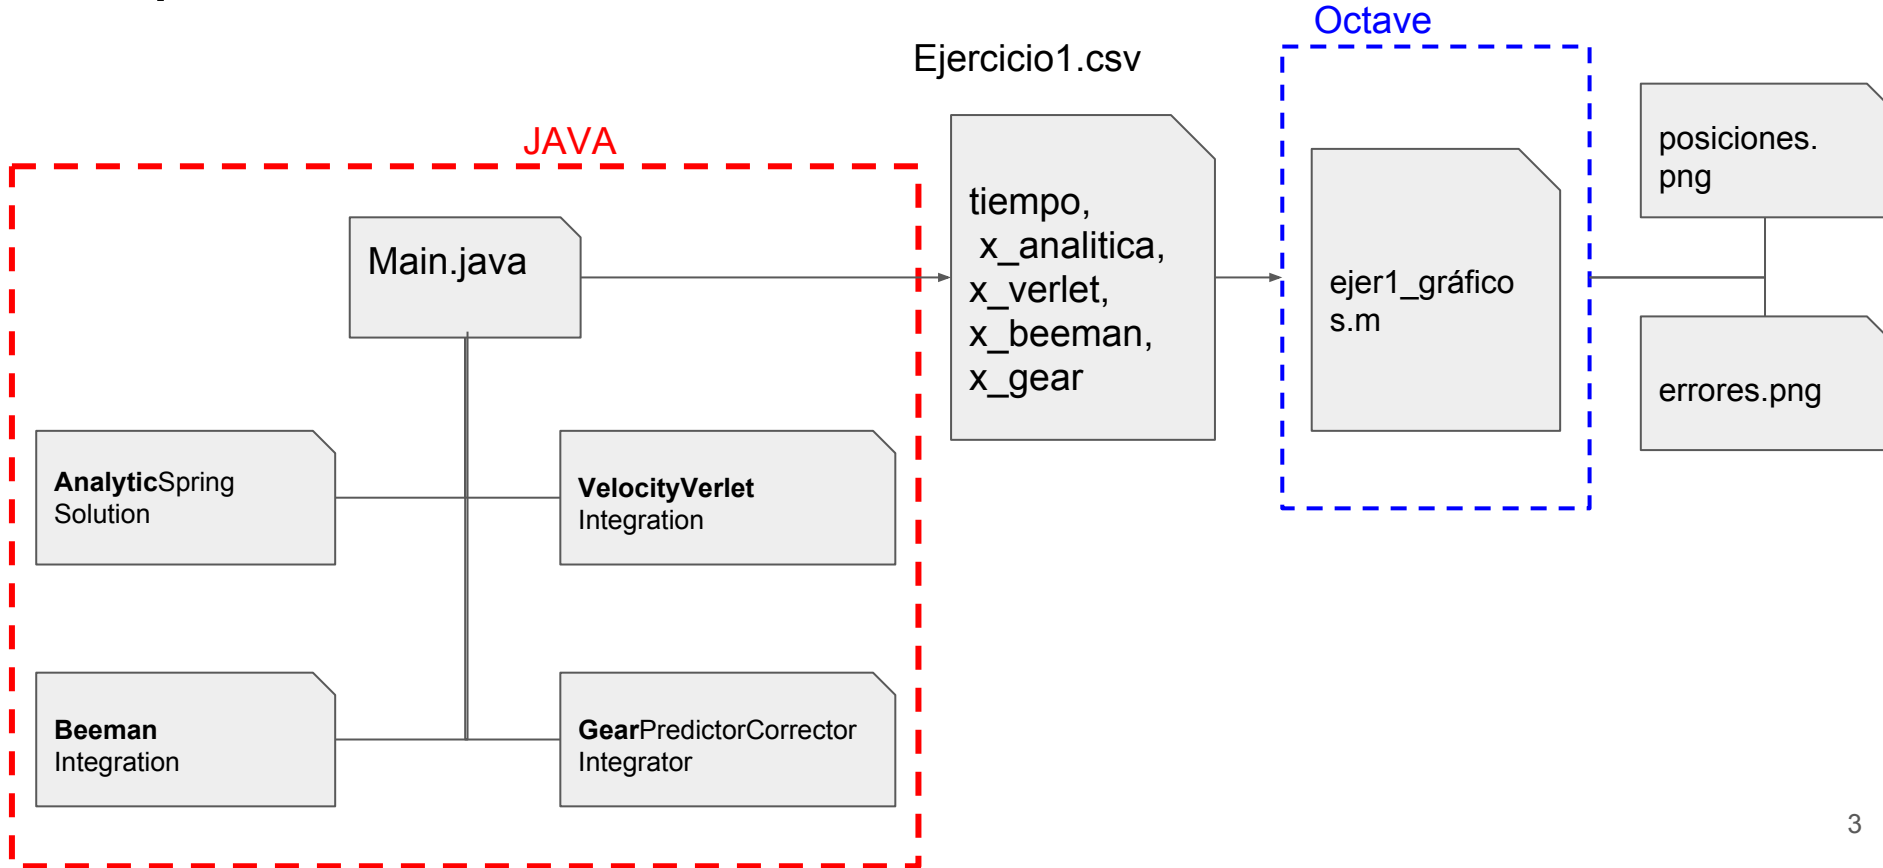 Octave
Ejercicio1.csv
JAVA
Main.java
AnalyticSpring
Solution
VelocityVerlet
Integration
Beeman
Integration
GearPredictorCorrector
Integrator
tiempo,
x_analitica,
x_verlet,
x_beeman,
x_gear
ejer1_gráfico
s.m
posiciones.
png
errores.png
3